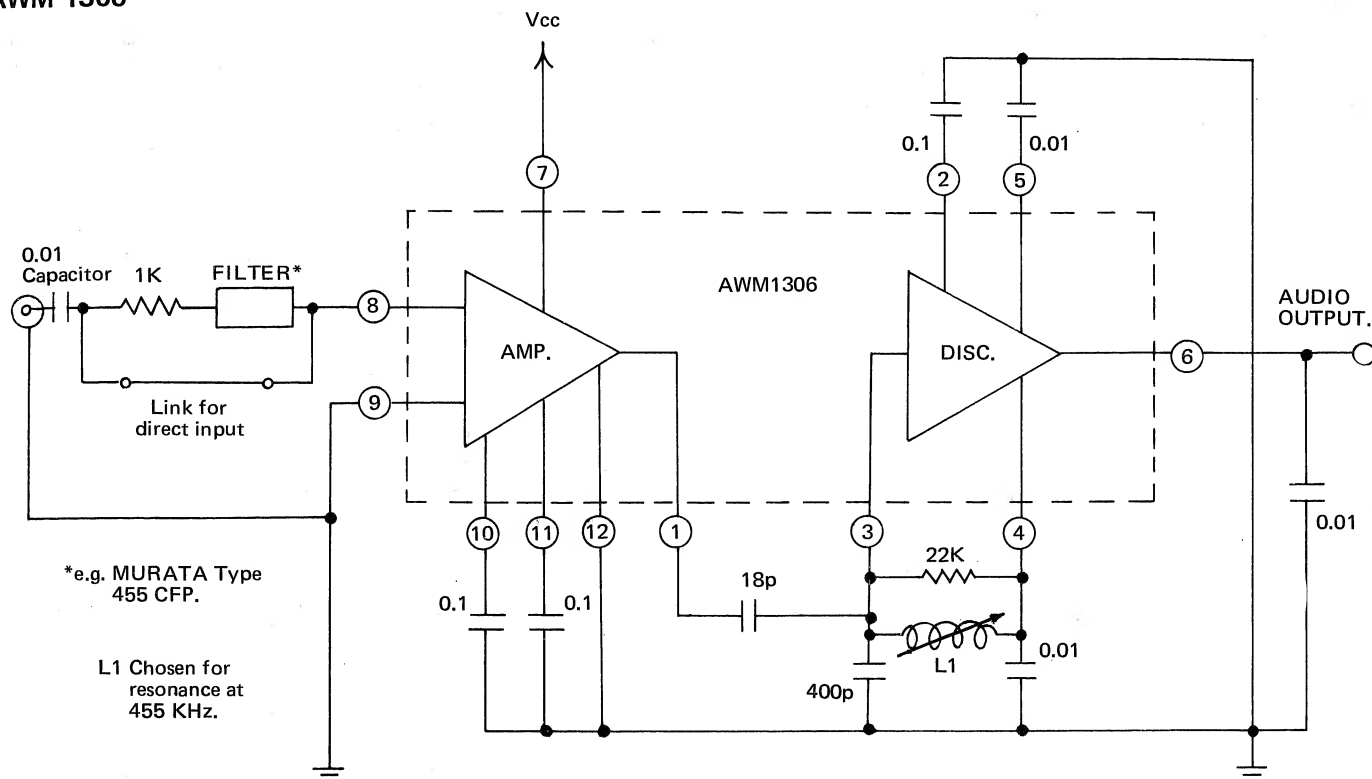 Vcc
7
0.1
0.01
2
5
0.01
Capacitor
1K
FILTER*
8
AWM1306
AUDIO
OUTPUT.
AMP.
DISC.
6
9
Link for
direct input
10
11
12
1
3
4
0.01
22K
*e.g. MURATA Type
455 CFP.
18p
0.1
0.1
L1
0.01
400p
L1 Chosen for
resonance at
455 KHz.